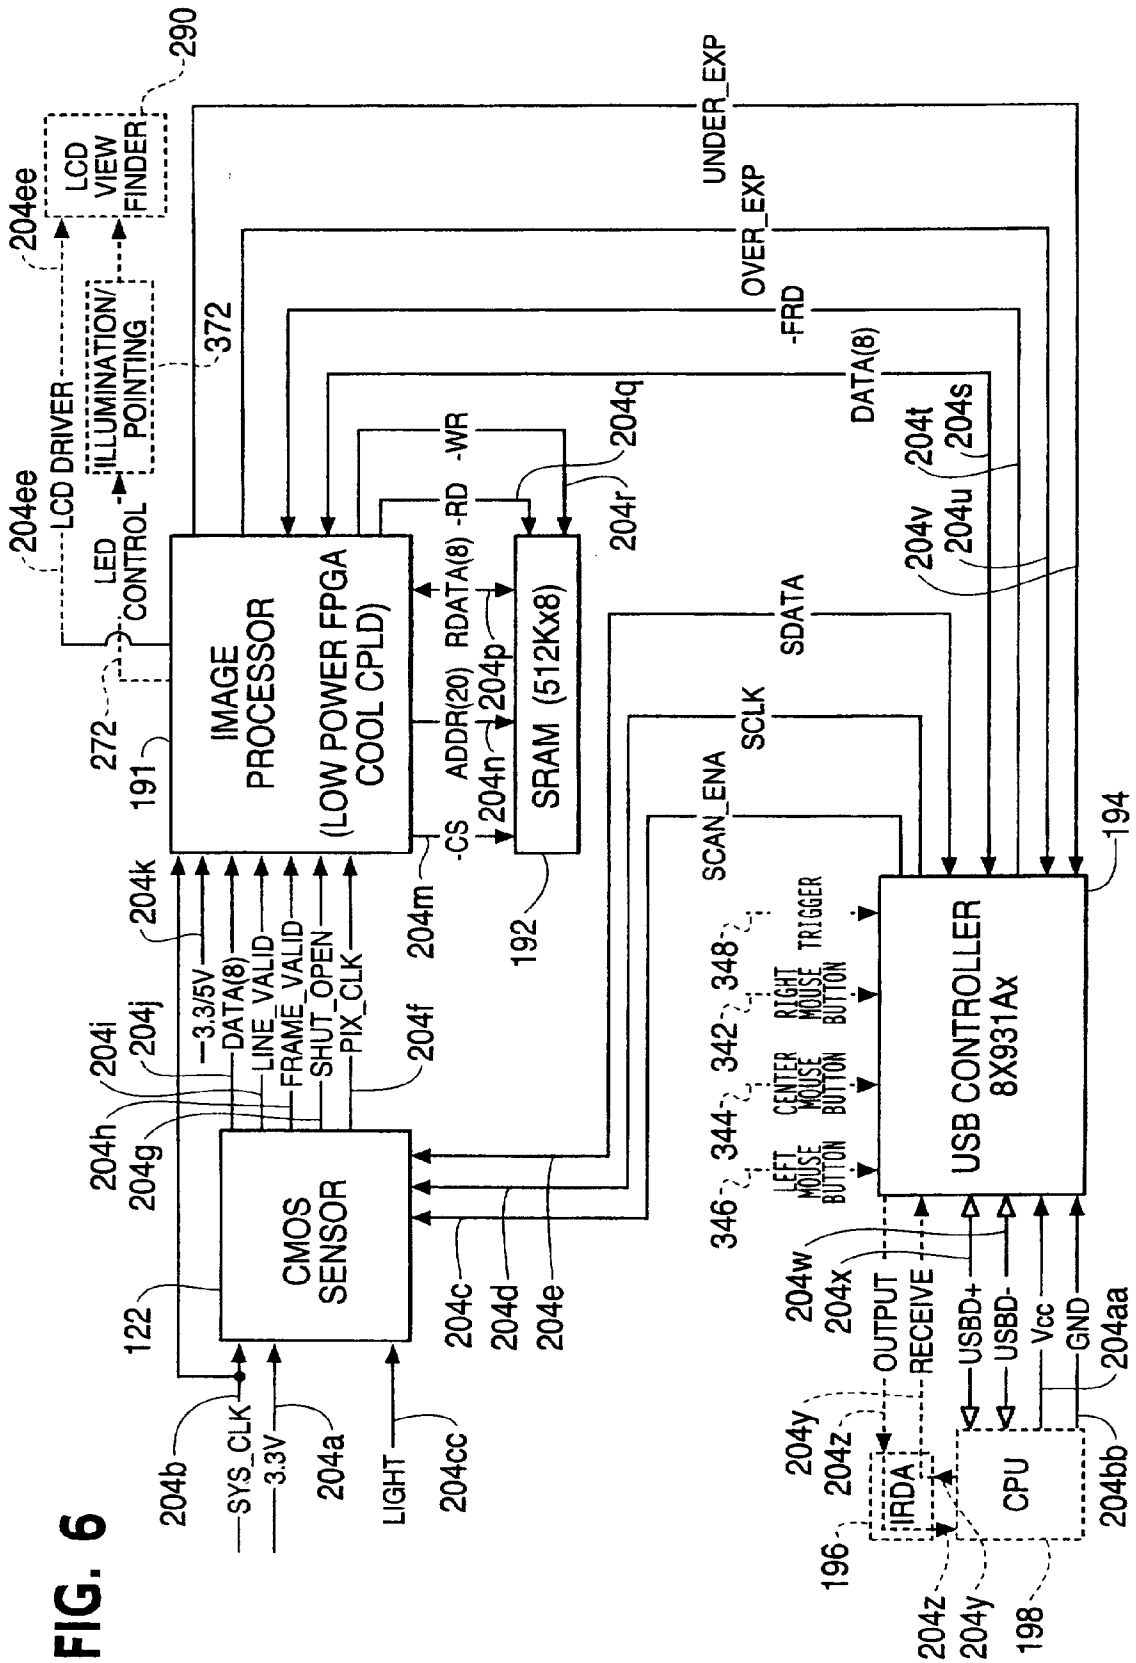 FIG. 6
204b
SYS_CLK
3.3V
204a
LIGHT
204cc
122
CMOS
SENSOR
204c
204d
204e
204h
204g
204i
204j
204k
3.3/5V
DATA(8)
LINE_VALID
FRAME_VALID
SHUT_OPEN
PIX_CLK
204f
191
272
IMAGE
PROCESSOR
(LOW POWER FPGA
COOL CPLD)
204ee
LCD DRIVER
204ee
LED
CONTROL
ILLUMINATION/
POINTING
372
LCD
VIEW
FINDER
290
-CS
ADDR(20)
RDATA(8)
-RD
-WR
204m
204n
204p
204q
204r
192
SRAM (512Kx8)
UNDER_EXP
OVER_EXP
-FRD
DATA(8)
SDATA
SCLK
SCAN_ENA
204v
204u
204t
204s
346
344
342
348
LEFT
MOUSE
BUTTON
CENTER
MOUSE
BUTTON
RIGHT
MOUSE
BUTTON
TRIGGER
USB CONTROLLER
8X931Ax
194
204w
204x
OUTPUT
RECEIVE
USBD+
USBD-
Vcc
GND
204y
204z
204aa
204bb
196
IRDA
CPU
204z
204y
198